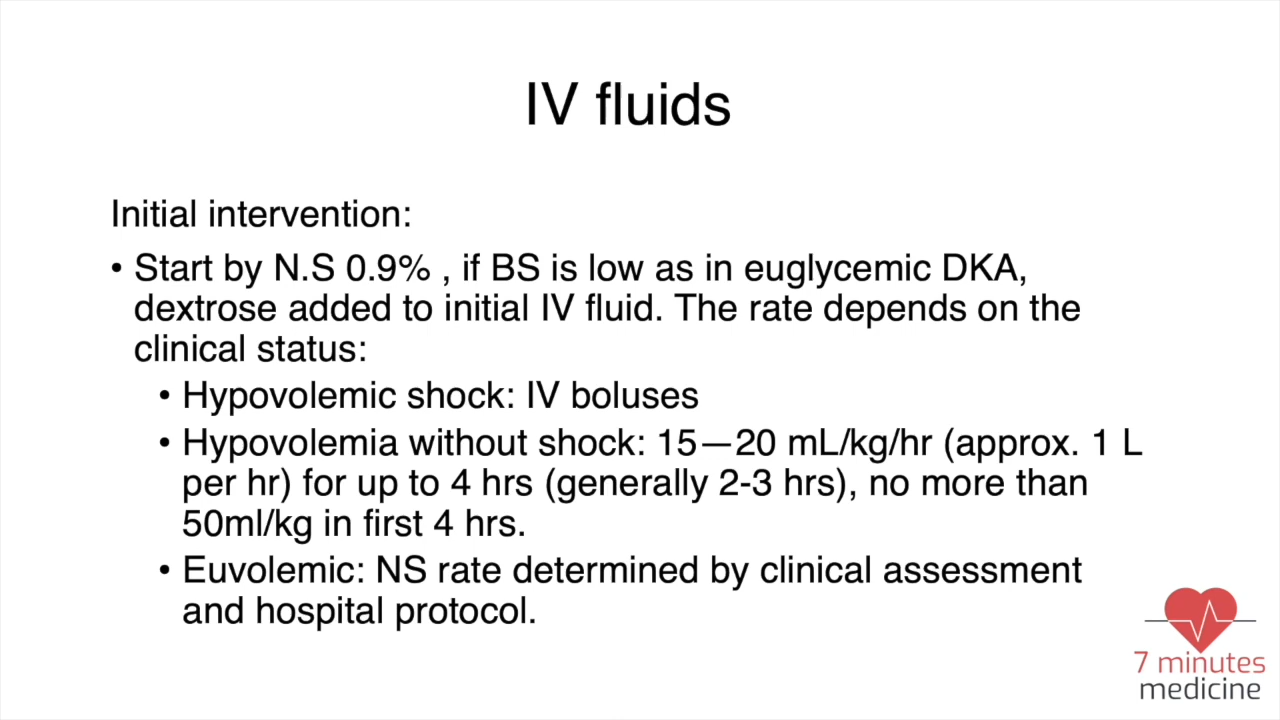 IV fluids
Initial intervention:
• Start by N.S 0.9% , if BS is low as in euglycemic DKA,
dextrose added to initial IV fluid. The rate depends on the
clinical status:
• Hypovolemic shock: IV boluses
• Hypovolemia without shock: 15—20 mL/kg/hr (approx. 1 L
per hr) for up to 4 hrs (generally 2-3 hrs), no more than
50ml/kg in first 4 hrs.
• Euvolemic: NS rate determined by clinical assessment
and hospital protocol.
7 minutes
medicine